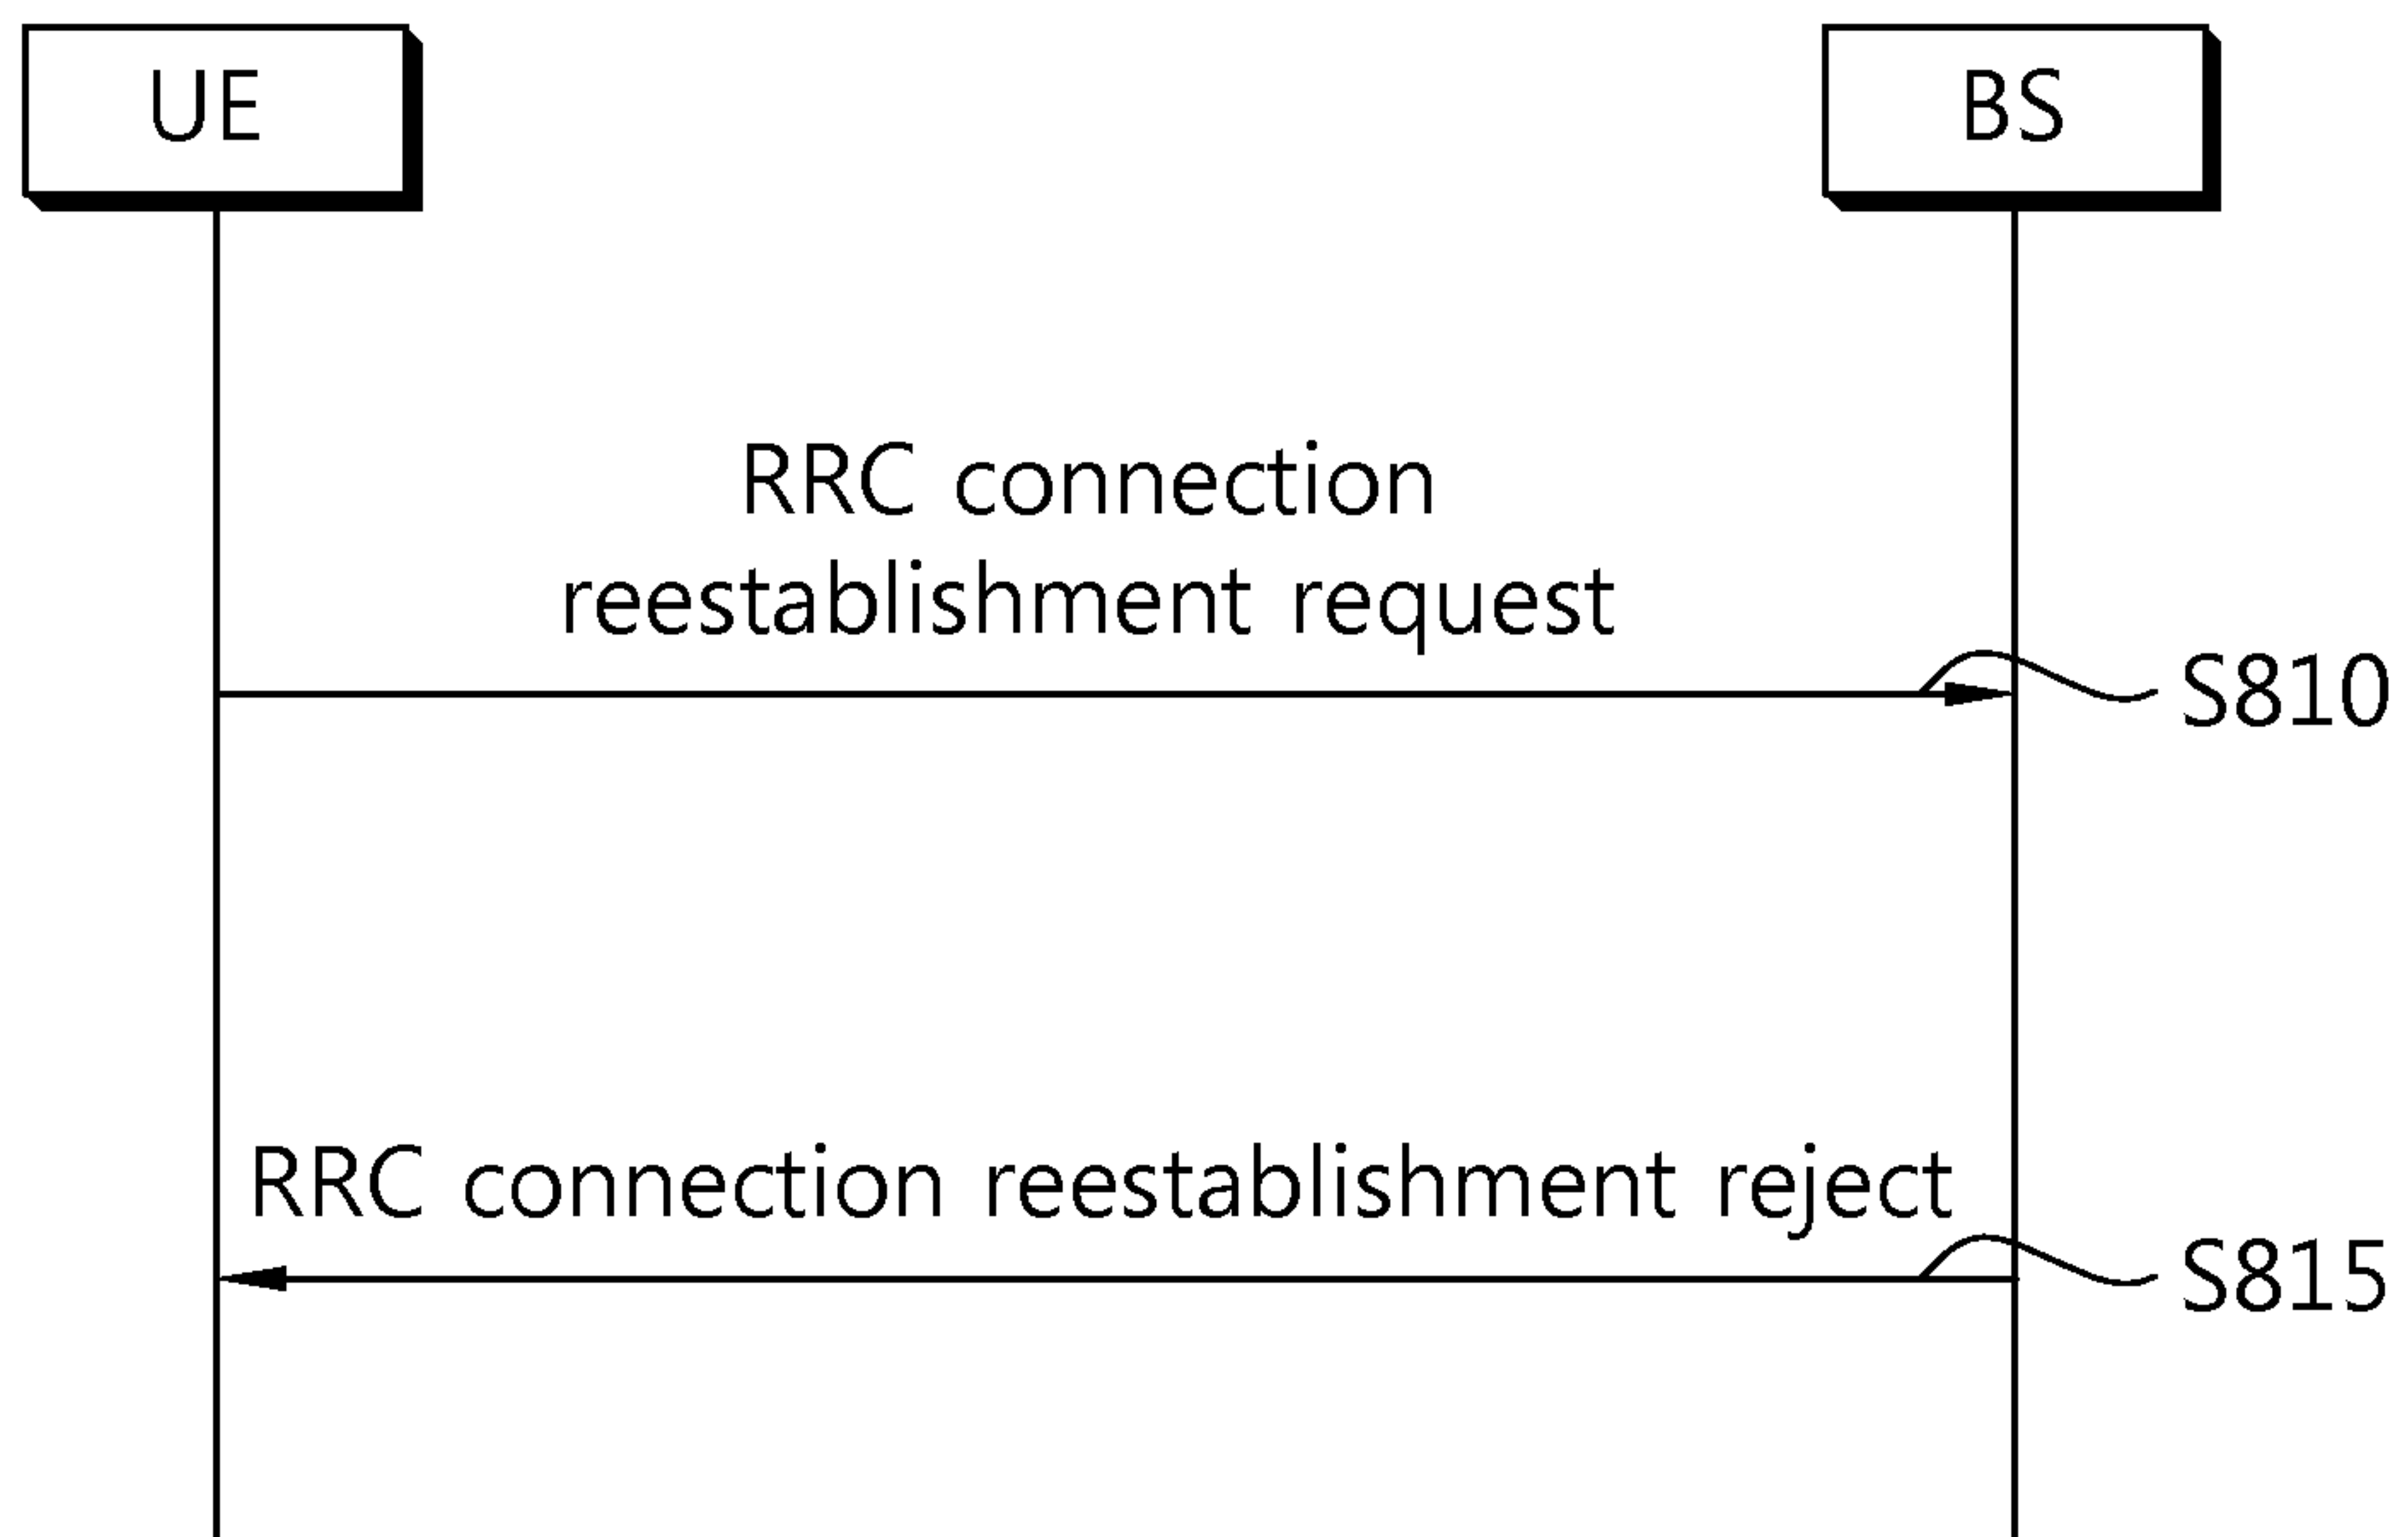 UE
BS
RRC connection
reestablishment request
S810
RRC connection reestablishment reject
S815